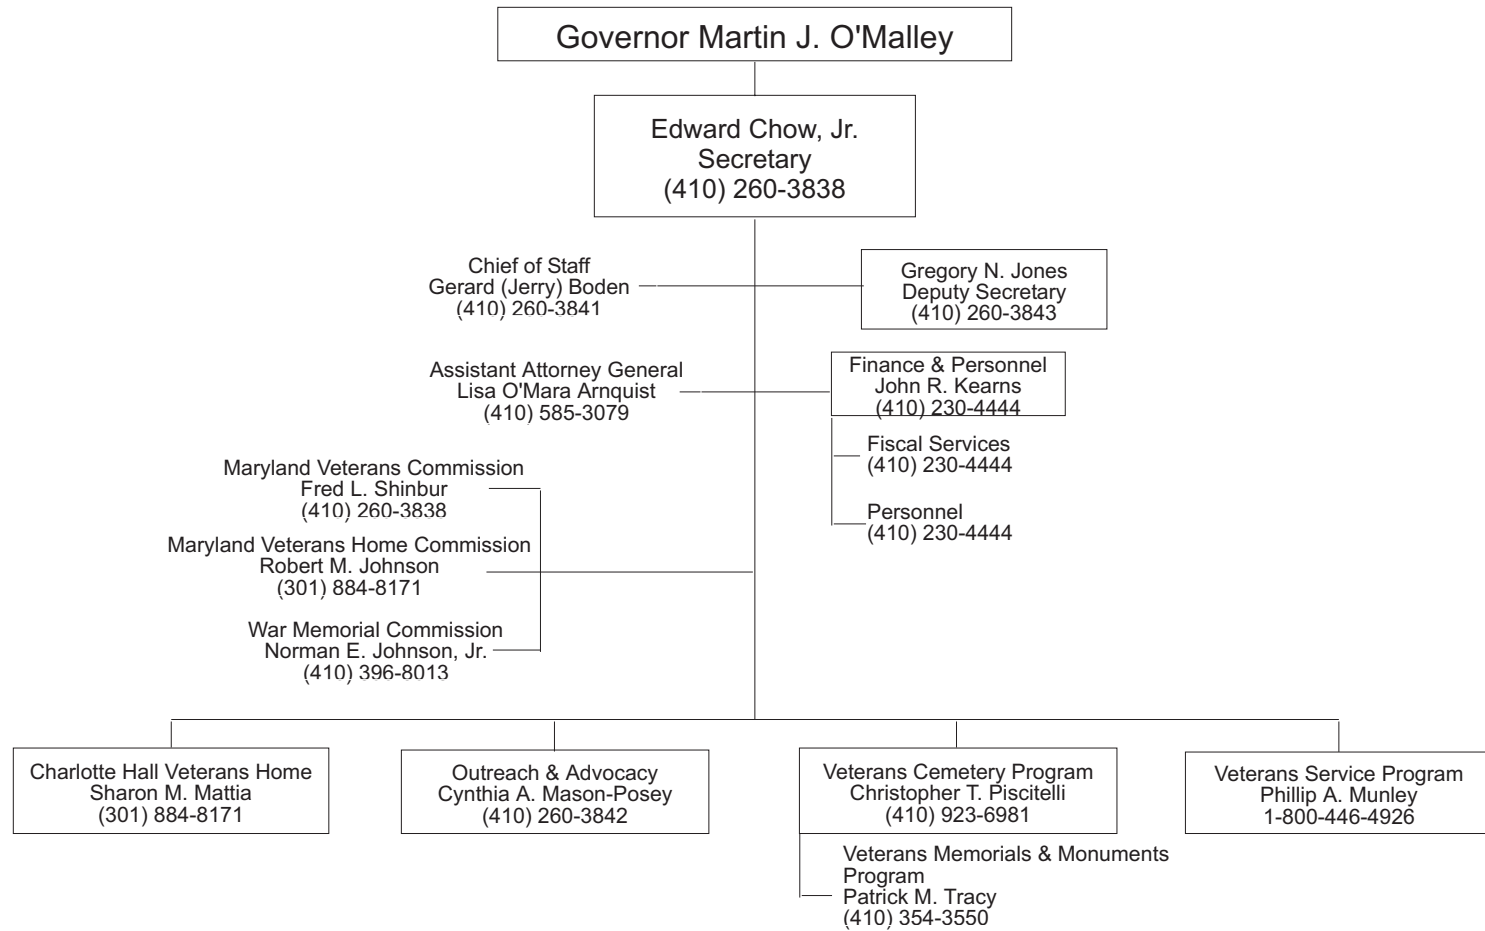 Governor Martin J. O'Malley
Edward Chow, Jr.
Secretary
(410) 260-3838
Chief of Staff
Gerard (Jerry) Boden
(410) 260-3841
Gregory N. Jones
Deputy Secretary
(410) 260-3843
Assistant Attorney General
Lisa O'Mara Arnquist
(410) 585-3079
Finance & Personnel
John R. Kearns
(410) 230-4444
Fiscal Services
(410) 230-4444
Personnel
(410) 230-4444
Maryland Veterans Commission
Fred L. Shinbur
(410) 260-3838
Maryland Veterans Home Commission
Robert M. Johnson
(301) 884-8171
War Memorial Commission
Norman E. Johnson, Jr.
(410) 396-8013
Charlotte Hall Veterans Home
Sharon M. Mattia
(301) 884-8171
Outreach & Advocacy
Cynthia A. Mason-Posey
(410) 260-3842
Veterans Cemetery Program
Christopher T. Piscitelli
(410) 923-6981
Veterans Memorials & Monuments
Program
Patrick M. Tracy
(410) 354-3550
Veterans Service Program
Phillip A. Munley
1-800-446-4926